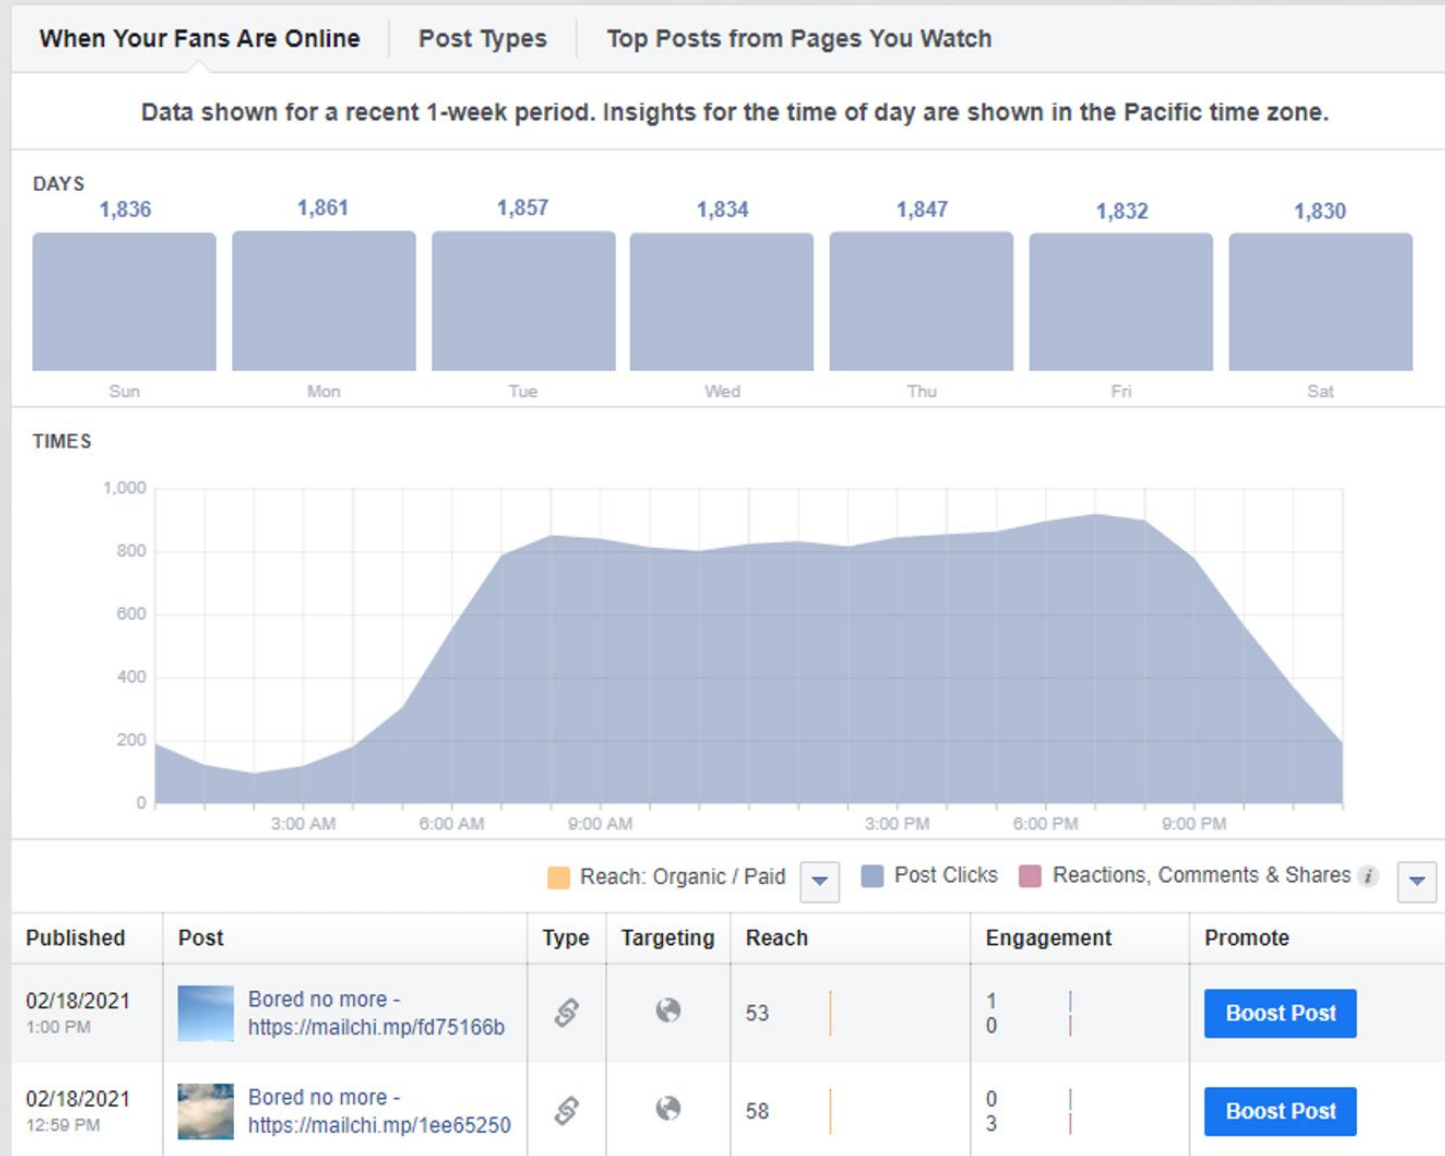 When Your Fans Are Online Post Types Top Posts from Pages You Watch
Data shown for a recent 1-week period. Insights for the time of day are shown in the Pacific time zone.
DAYS
1,836 1,861 1,857 1,834 1,847 1,832 1,830
Sun Mon Tue Wed Thu Fri Sat
TIMES
1,000
800
600
400
200
0
3:00 AM 6:00 AM 9:00 AM 3:00 PM 6:00 PM 9:00 PM
Reach: Organic / Paid Post Clicks Reactions, Comments & Shares i
Published Post Type Targeting Reach Engagement Promote
02/18/2021 Bored no more -
1:00 PM https://mailchi.mp/fd75166b 53 1 Boost Post
0
02/18/2021 Bored no more -
12:59 PM https://mailchi.mp/1ee65250 58 0 Boost Post
3